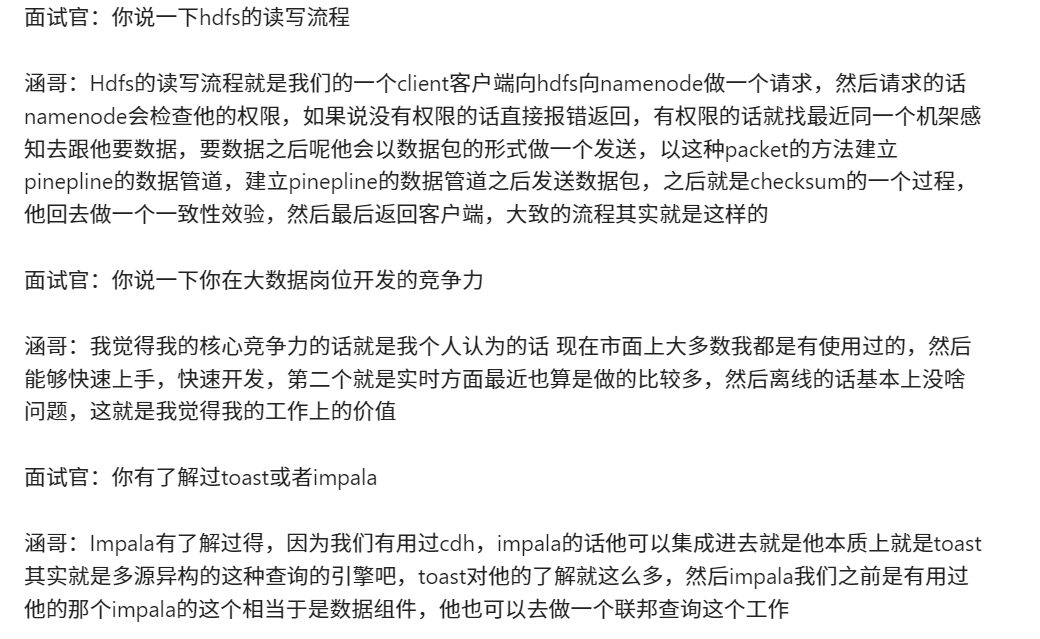 面试官：你说一下hdfs的读写流程
涵哥：Hdfs的读写流程就是我们的一个client客户端向hdfs向namenode做一个请求，然后请求的话
namenode会检查他的权限，如果说没有权限的话直接报错返回，有权限的话就找最近同一个机架感
知去跟他要数据，要数据之后呢他会以数据包的形式做一个发送，以这种packet的方法建立
pinepline的数据管道，建立pinepline的数据管道之后发送数据包，之后就是checksum的一个过程，
他回去做一个一致性效验，然后最后返回客户端，大致的流程其实就是这样的
面试官：你说一下你在大数据岗位开发的竞争力
涵哥：我觉得我的核心竞争力的话就是我个人认为的话 现在市面上大多数我都是有使用过的，然后
能够快速上手，快速开发，第二个就是实时方面最近也算是做的比较多，然后离线的话基本上没啥
问题，这就是我觉得我的工作上的价值
面试官：你有了解过toast或者impala
涵哥：Impala有了解过得，因为我们有用过cdh，impala的话他可以集成进去就是他本质上就是toast
其实就是多源异构的这种查询的引擎吧，toast对他的了解就这么多，然后impala我们之前是有用过
他的那个impala的这个相当于是数据组件，他也可以去做一个联邦查询这个工作